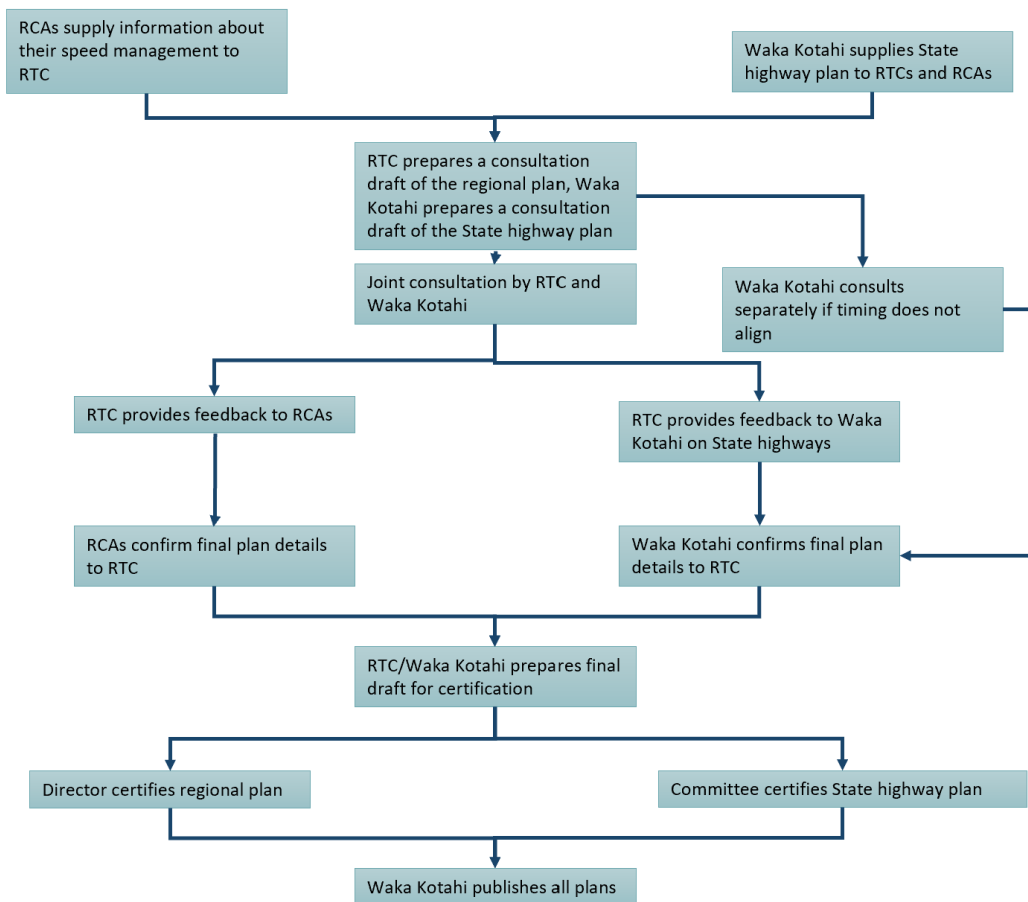 RCAs supply information about
their speed management to
RTC
Waka Kotahi supplies State
highway plan to RTCs and RCAs
RTC prepares a consultation
draft of the regional plan, Waka
Kotahi prepares a consultation
draft of the State highway plan
Joint consultation by RTC and
Waka Kotahi
Waka Kotahi consults
separately if timing does not
align
RTC provides feedback to RCAs
RTC provides feedback to Waka
Kotahi on State highways
RCAs confirm final plan details
to RTC
Waka Kotahi confirms final plan
details to RTC
RTC/Waka Kotahi prepares final
draft for certification
Director certifies regional plan
Committee certifies State highway plan
Waka Kotahi publishes all plans